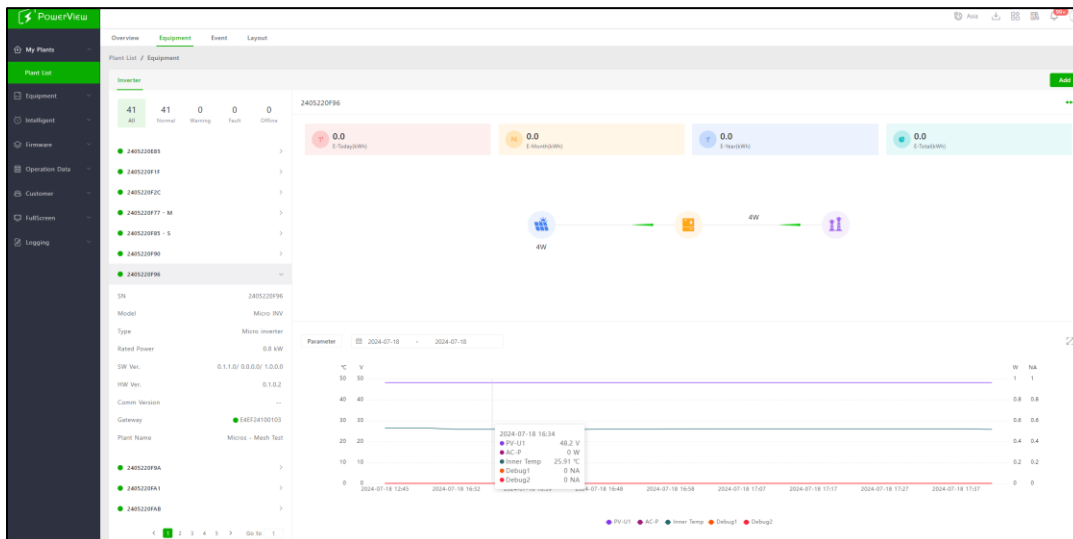 PowerView
Asia
99+
My Plants
Plant List
Equipment
Intelligent
Firmware
Operation Data
Customer
FullScreen
Logging
Overview Equipment Event Layout
Plant List / Equipment
Inverter
Add
41 41 0 0 0
All Normal Warning Fault Offline
2405220E85
2405220F1F
2405220F2C
2405220F77 - M
2405220F85 - S
2405220F90
2405220F96
SN 2405220F96
Model Micro INV
Type Micro inverter
Rated Power 0.8 kW
SW Ver. 0.1.1.0/ 0.0.0.0/ 1.0.0.0
HW Ver. 0.1.0.2
Comm Version --
Gateway E4EF24100103
Plant Name Micros - Mesh Test
2405220F9A
2405220FA1
2405220FAB
< 1 2 3 4 5 > Go to 1
2405220F96
0.0
E-Today(kWh)
0.0
E-Month(kWh)
0.0
E-Year(kWh)
0.0
E-Total(kWh)
4W
4W
Parameter 2024-07-18 - 2024-07-18
℃ V W NA
50 50 1 1
40 40 0.8 0.8
30 30 0.6 0.6
20 20 0.4 0.4
10 10 0.2 0.2
0 0 0 0
2024-07-18 16:34
PV-U1 48.2 V
AC-P 0 W
Inner Temp 25.91 ℃
Debug1 0 NA
Debug2 0 NA
2024-07-18 12:45 2024-07-18 16:32 2024-07-18 16:48 2024-07-18 16:58 2024-07-18 17:07 2024-07-18 17:17 2024-07-18 17:27 2024-07-18 17:37
PV-U1 AC-P Inner Temp Debug1 Debug2